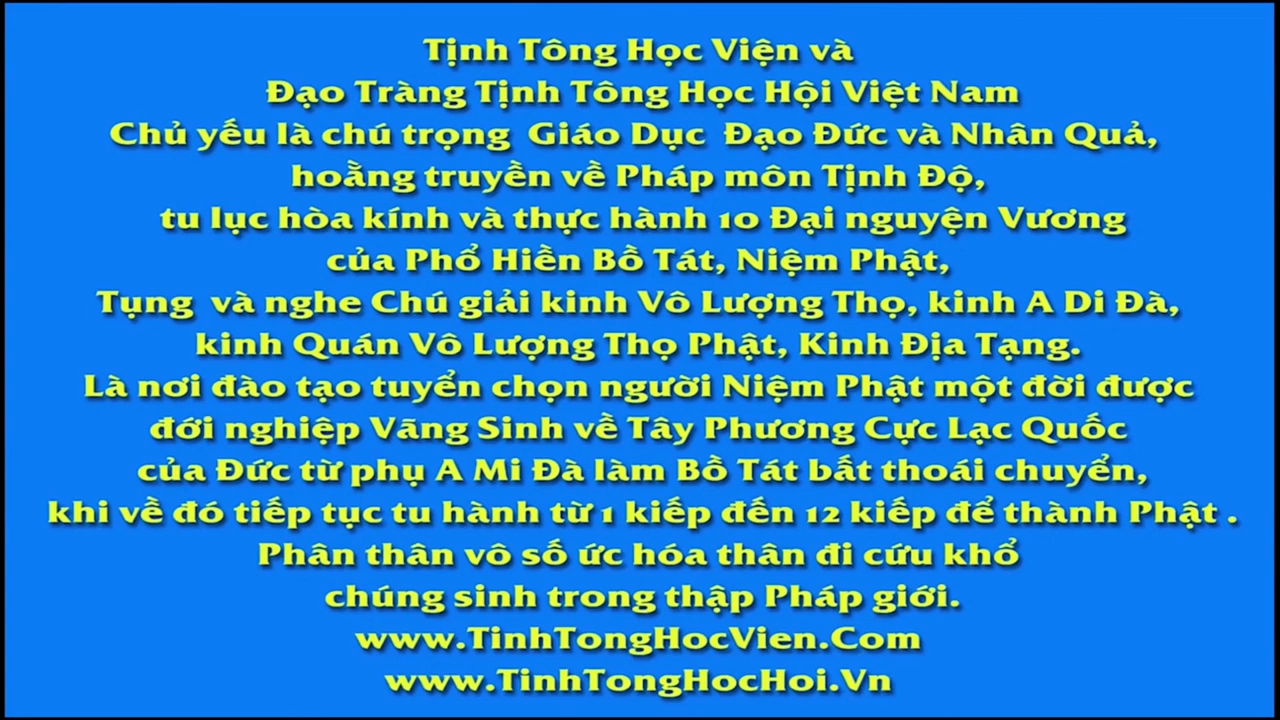 Tịnh Tông Học Viện và
Đạo Tràng Tịnh Tông Học Hội Việt Nam
Chủ yếu là chú trọng Giáo Dục Đạo Đức và Nhân Quả,
hoằng truyền về Pháp môn Tịnh Độ,
tu lục hòa kính và thực hành 10 Đại nguyện Vương
của Phổ Hiền Bồ Tát, Niệm Phật,
Tụng và nghe Chú giải kinh Vô Lượng Thọ, kinh A Di Đà,
kinh Quán Vô Lượng Thọ Phật, Kinh Địa Tạng.
Là nơi đào tạo tuyển chọn người Niệm Phật một đời được
đới nghiệp Vãng Sinh về Tây Phương Cực Lạc Quốc
của Đức từ phụ A Mi Đà làm Bồ Tát bất thoái chuyển,
khi về đó tiếp tục tu hành từ 1 kiếp đến 12 kiếp để thành Phật .
Phân thân vô số ức hóa thân đi cứu khổ
chúng sinh trong thập Pháp giới.
www.TinhTongHocVien.Com
www.TinhTongHocHoi.Vn